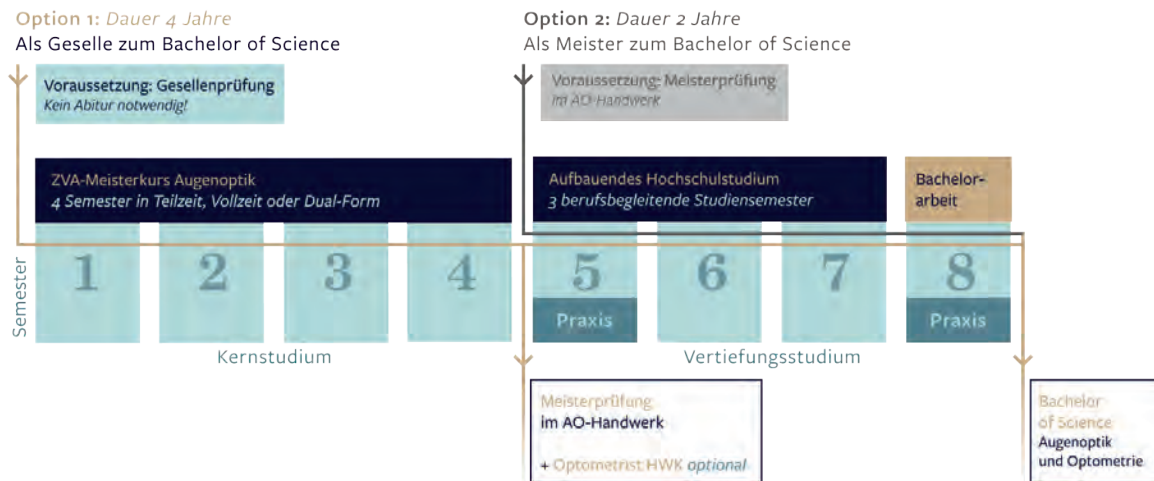 Option 1: Dauer 4 Jahre
Als Geselle zum Bachelor of Science
Option 2: Dauer 2 Jahre
Als Meister zum Bachelor of Science
Voraussetzung: Gesellenprüfung
Kein Abitur notwendig!
Voraussetzung: Meisterprüfung
im AO-Handwerk
ZVA-Meisterkurs Augenoptik
4 Semester in Teilzeit, Vollzeit oder Dual-Form
Aufbauendes Hochschulstudium
3 berufsbegleitende Studiensemester
Bachelor-
arbeit
Semester
1
2
3
4
5
6
7
8
Praxis
Praxis
Kernstudium
Vertiefungsstudium
Meisterprüfung
im AO-Handwerk
+ Optometrist HWK optional
Bachelor
of Science
Augenoptik
und Optometrie